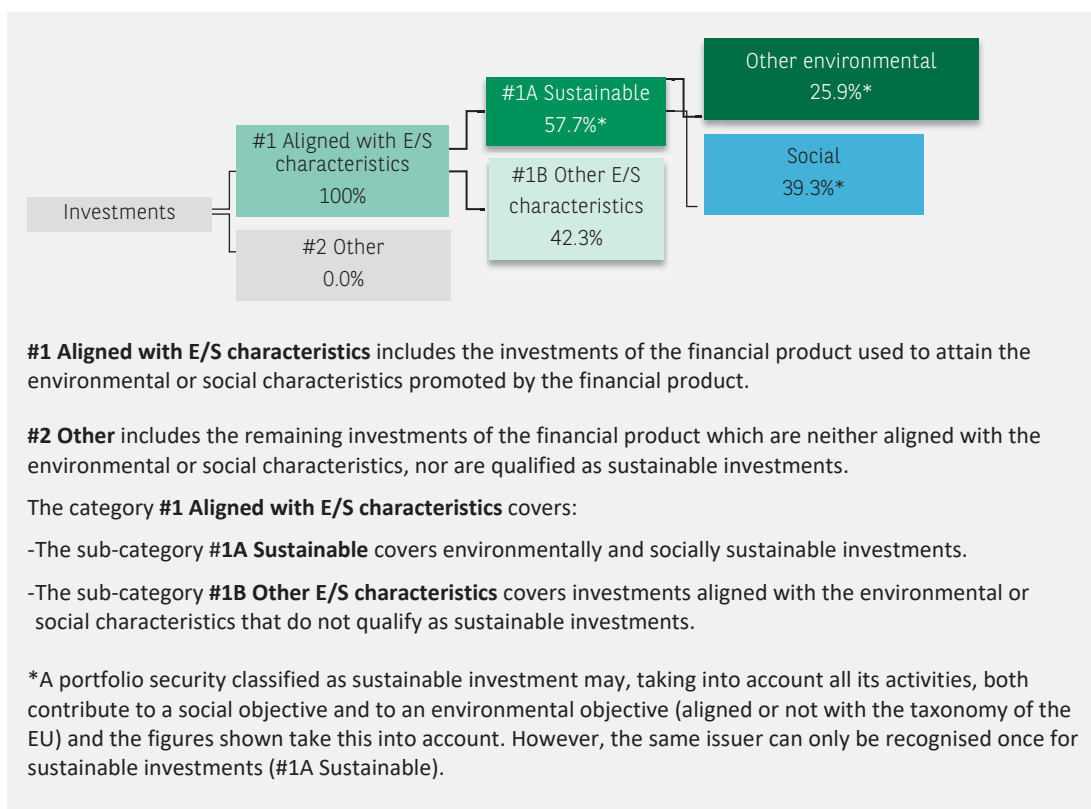 Investments
#1 Aligned with E/S
characteristics
100%
#2 Other
0.0%
#1A Sustainable
57.7%*
#1B Other E/S
characteristics
42.3%
Other environmental
25.9%*
Social
39.3%*
#1 Aligned with E/S characteristics includes the investments of the financial product used to attain the
environmental or social characteristics promoted by the financial product.
#2 Other includes the remaining investments of the financial product which are neither aligned with the
environmental or social characteristics, nor are qualified as sustainable investments.
The category #1 Aligned with E/S characteristics covers:
-The sub-category #1A Sustainable covers environmentally and socially sustainable investments.
-The sub-category #1B Other E/S characteristics covers investments aligned with the environmental or
social characteristics that do not qualify as sustainable investments.
*A portfolio security classified as sustainable investment may, taking into account all its activities, both
contribute to a social objective and to an environmental objective (aligned or not with the taxonomy of the
EU) and the figures shown take this into account. However, the same issuer can only be recognised once for
sustainable investments (#1A Sustainable).